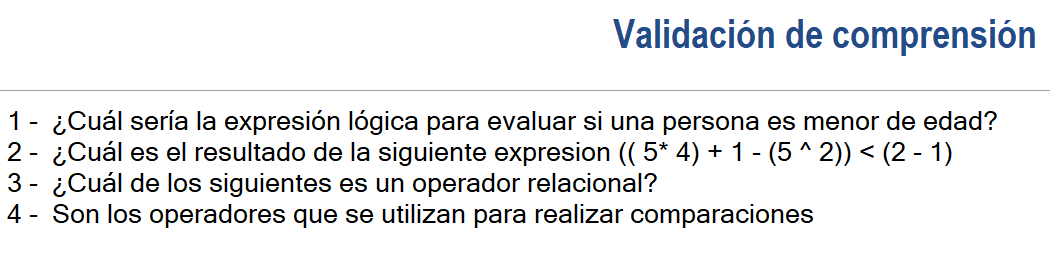 Validación de comprensión
1 - ¿Cuál sería la expresión lógica para evaluar si una persona es menor de edad?
2 - ¿Cuál es el resultado de la siguiente expresion (( 5* 4) + 1 - (5 ^ 2)) < (2 - 1)
3 - ¿Cuál de los siguientes es un operador relacional?
4 - Son los operadores que se utilizan para realizar comparaciones